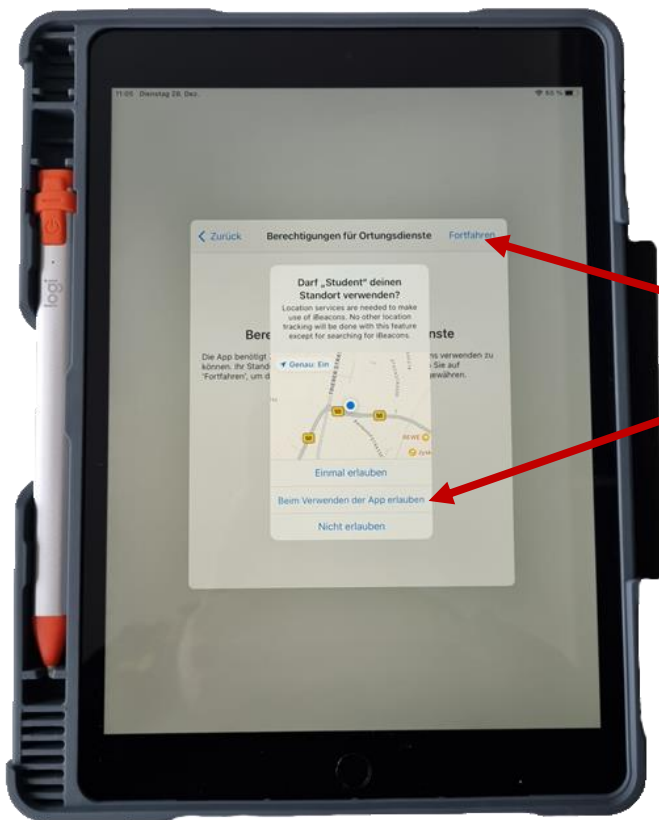 11:05 Dienstag 28. Dez.
50 %
Zurück Berechtigungen für Ortungsdienste Fortfahren
Darf „Student" deinen
Standort verwenden?
Location services are needed to make
use of iBeacons. No other location
tracking will be done with this feature
except for searching for iBeacons.
Bere nste
Die App benötigt ns verwenden zu
können. Ihr Stand Sie auf
'Fortfahren', um d gewähren.
Genau: Ein
REWE
Einmal erlauben
Beim Verwenden der App erlauben
Nicht erlauben
logi